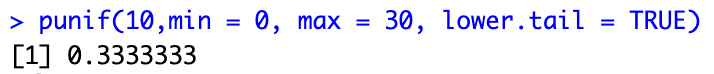 > punif(10,min = 0, max = 30, lower.tail = TRUE)
[1] 0.3333333